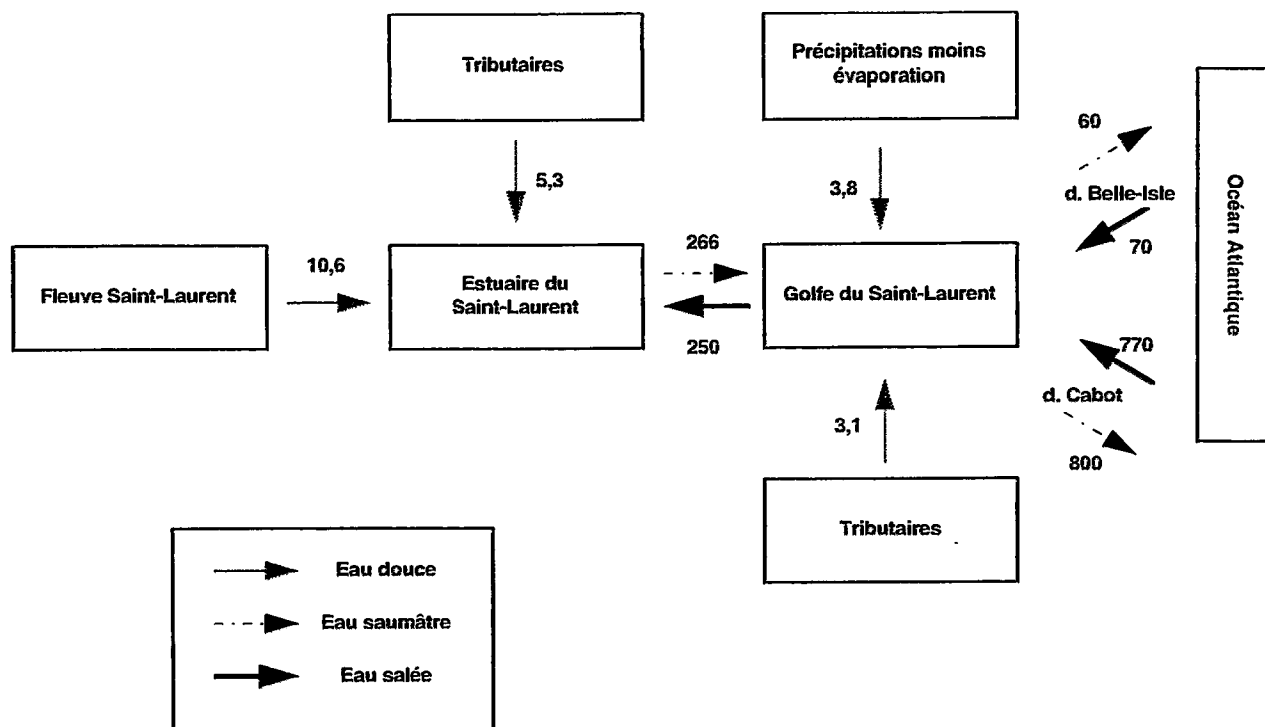 Tributaires
Précipitations moins
évaporation
60
5,3
3,8
d. Belle-Isle
Océan Atlantique
10,6
266
70
Fleuve Saint-Laurent
Estuaire du
Saint-Laurent
Golfe du Saint-Laurent
250
770
d. Cabot
3,1
800
Tributaires
Eau douce
Eau saumâtre
Eau salée